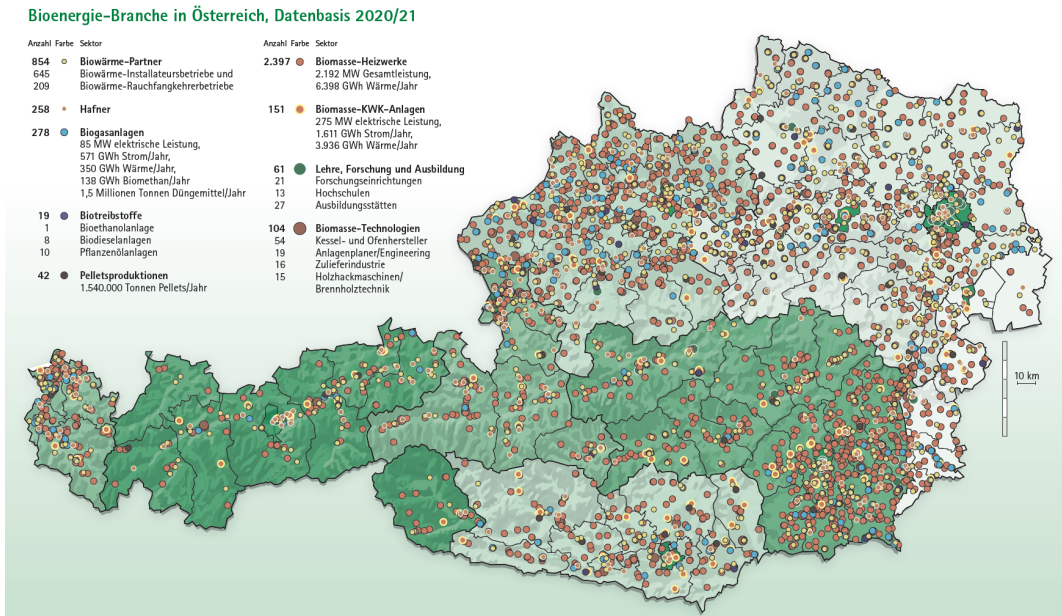 Bioenergie-Branche in Österreich, Datenbasis 2020/21
Anzahl Farbe Sektor
854 Biowärme-Partner
645 Biowärme-Installateursbetriebe und
209 Biowärme-Rauchfangkehrerbetriebe
258 Hafner
278 Biogasanlagen
85 MW elektrische Leistung,
571 GWh Strom/Jahr,
350 GWh Wärme/Jahr,
138 GWh Biomethan/Jahr
1,5 Millionen Tonnen Düngemittel/Jahr
19 Biotreibstoffe
1 Bioethanolanlage
8 Biodieselanlagen
10 Pflanzenölanlagen
42 Pelletsproduktionen
1.540.000 Tonnen Pellets/Jahr
Anzahl Farbe Sektor
2.397 Biomasse-Heizwerke
2.192 MW Gesamtleistung,
6.398 GWh Wärme/Jahr
151 Biomasse-KWK-Anlagen
275 MW elektrische Leistung,
1.611 GWh Strom/Jahr,
3.936 GWh Wärme/Jahr
61 Lehre, Forschung und Ausbildung
21 Forschungseinrichtungen
13 Hochschulen
27 Ausbildungsstätten
104 Biomasse-Technologien
54 Kessel- und Ofenhersteller
19 Anlagenplaner/Engineering
16 Zulieferindustrie
15 Holzhackmaschinen/
Brennholztechnik
10 km